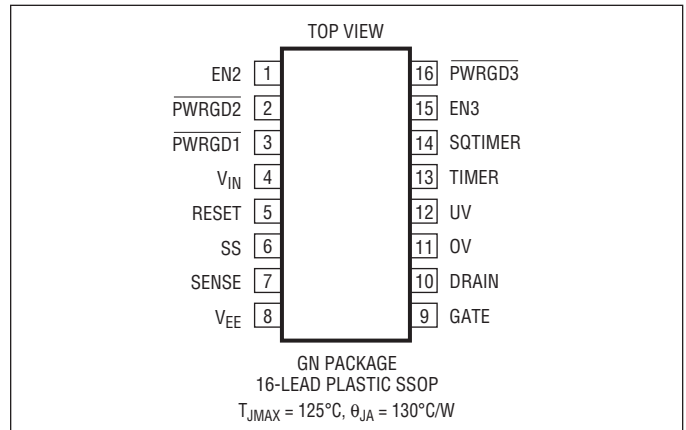 TOP VIEW
EN2 1
PWRGD2 2
PWRGD1 3
VIN 4
RESET 5
SS 6
SENSE 7
VEE 8
16 PWRGD3
15 EN3
14 SQTIMER
13 TIMER
12 UV
11 OV
10 DRAIN
9 GATE
GN PACKAGE
16-LEAD PLASTIC SSOP
TJMAX = 125°C, θJA = 130°C/W